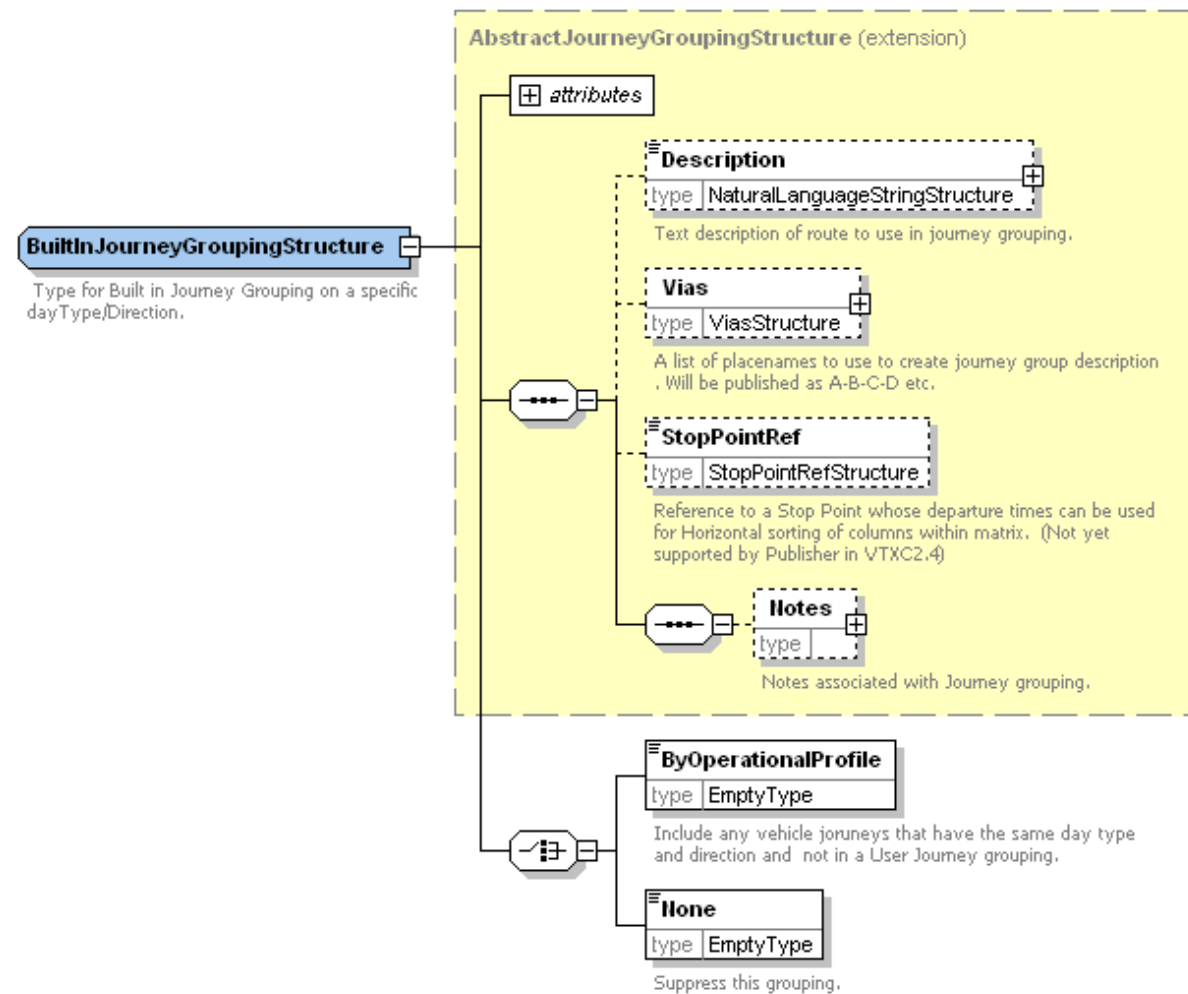 AbstractJourneyGroupingStructure (extension)
attributes
Description
type NaturalLanguageStringStructure
Text description of route to use in journey grouping.
BuiltInJourneyGroupingStructure
Type for Built in Journey Grouping on a specific
dayType/Direction.
Vias
type ViasStructure
A list of placenames to use to create journey group description
. Will be published as A-B-C-D etc.
StopPointRef
type StopPointRefStructure
Reference to a Stop Point whose departure times can be used
for Horizontal sorting of columns within matrix.  (Not yet
supported by Publisher in VTXC2.4)
Notes
type
Notes associated with Journey grouping.
ByOperationalProfile
type EmptyType
Include any vehicle joruneys that have the same day type
and direction and  not in a User Journey grouping.
None
type EmptyType
Suppress this grouping.